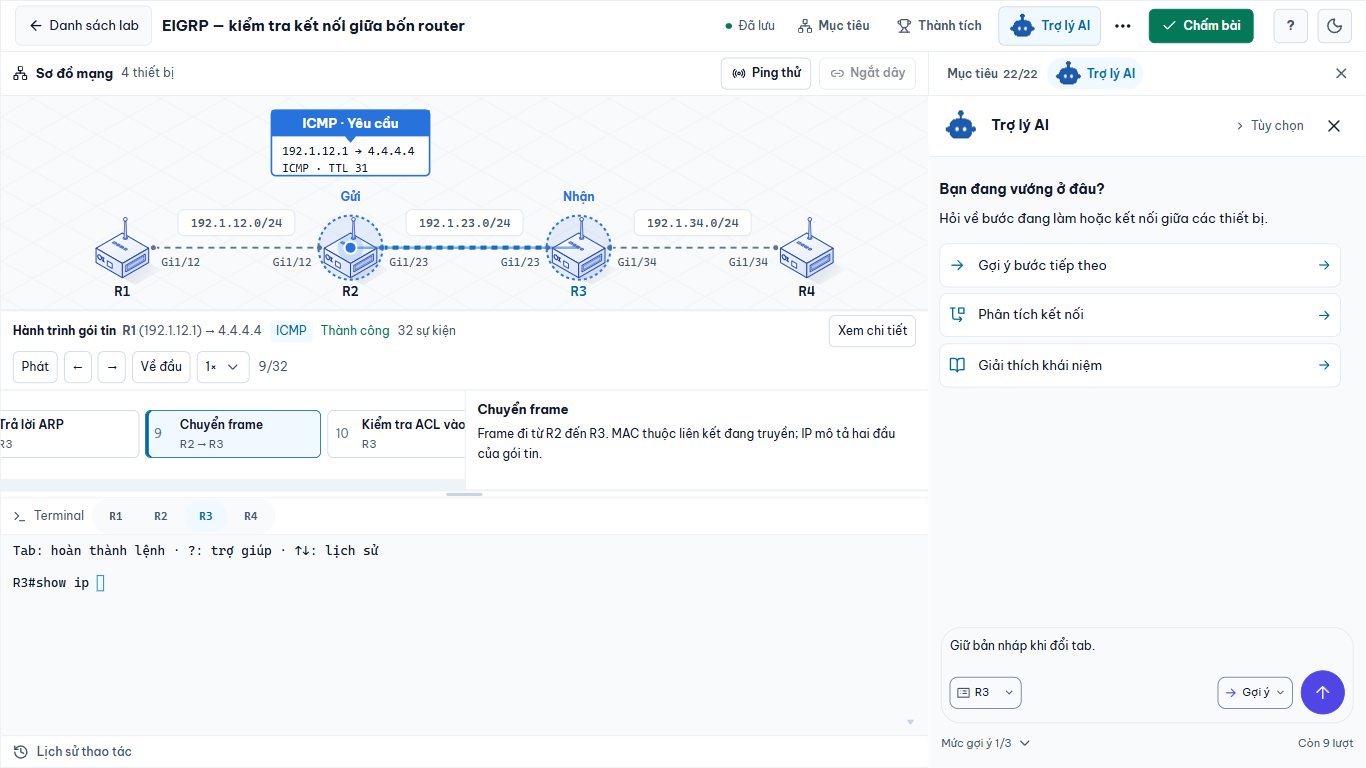 Danh sách lab
EIGRP — kiểm tra kết nối giữa bốn router
Đã lưu
Mục tiêu
Thành tích
Trợ lý AI
Chấm bài
?
Sơ đồ mạng 4 thiết bị
Ping thử
Ngắt dây
Mục tiêu 22/22
Trợ lý AI
ICMP · Yêu cầu
192.1.12.1 → 4.4.4.4
ICMP · TTL 31
Gửi
Nhận
192.1.12.0/24
192.1.23.0/24
192.1.34.0/24
Gi1/12
Gi1/12
Gi1/23
Gi1/23
Gi1/34
Gi1/34
R1
R2
R3
R4
Hành trình gói tin R1 (192.1.12.1) → 4.4.4.4 ICMP Thành công 32 sự kiện
Xem chi tiết
Phát
←
→
Về đầu
1×
9/32
Trả lời ARP
R3
9 Chuyển frame
R2 → R3
10 Kiểm tra ACL vào
R3
Chuyển frame
Frame đi từ R2 đến R3. MAC thuộc liên kết đang truyền; IP mô tả hai đầu
của gói tin.
Terminal
R1
R2
R3
R4
Tab: hoàn thành lệnh · ?: trợ giúp · ↑↓: lịch sử
R3#show ip
Lịch sử thao tác
Trợ lý AI
Tùy chọn
Bạn đang vướng ở đâu?
Hỏi về bước đang làm hoặc kết nối giữa các thiết bị.
Gợi ý bước tiếp theo
Phân tích kết nối
Giải thích khái niệm
Giữ bản nháp khi đổi tab.
R3
Gợi ý
Mức gợi ý 1/3
Còn 9 lượt